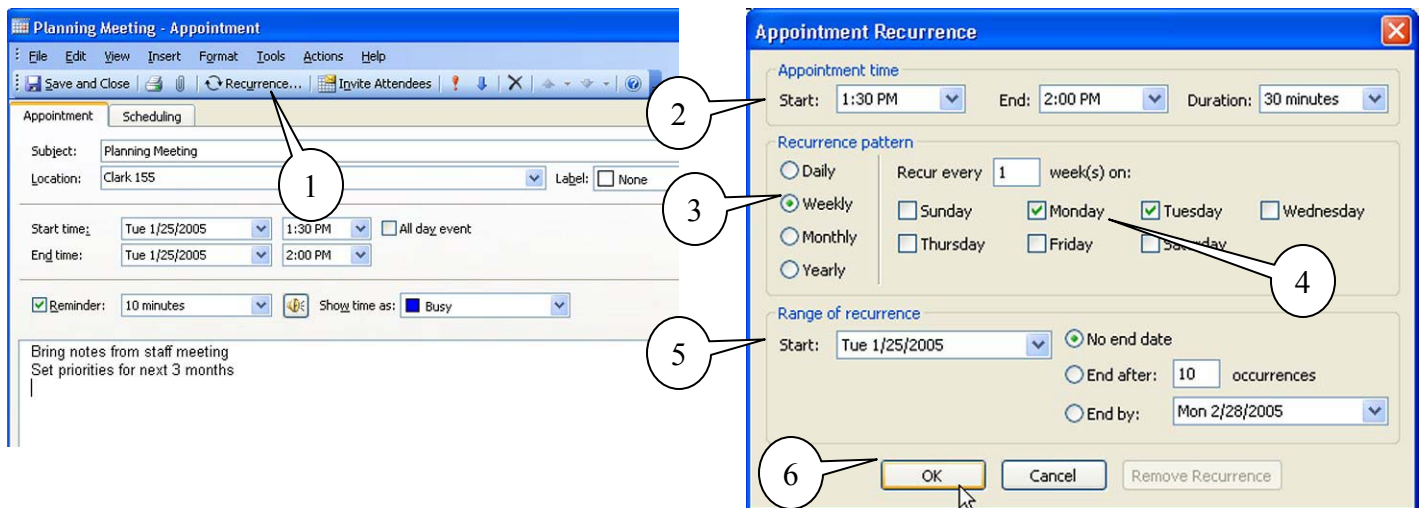 Planning Meeting - Appointment
File Edit View Insert Format Tools Actions Help
Save and Close Recurrence... Invite Attendees
Appointment Scheduling
Subject: Planning Meeting
Location: Clark 155 Label: None
1
Start time: Tue 1/25/2005 1:30 PM All day event
End time: Tue 1/25/2005 2:00 PM
Reminder: 10 minutes Show time as: Busy
Bring notes from staff meeting
Set priorities for next 3 months
Appointment Recurrence
Appointment time
2
Start: 1:30 PM End: 2:00 PM Duration: 30 minutes
Recurrence pattern
Daily Recur every 1 week(s) on:
3
Weekly Sunday Monday Tuesday Wednesday
Monthly Thursday Friday Saturday
Yearly
4
Range of recurrence
5
Start: Tue 1/25/2005 No end date
End after: 10 occurrences
End by: Mon 2/28/2005
6
OK Cancel Remove Recurrence